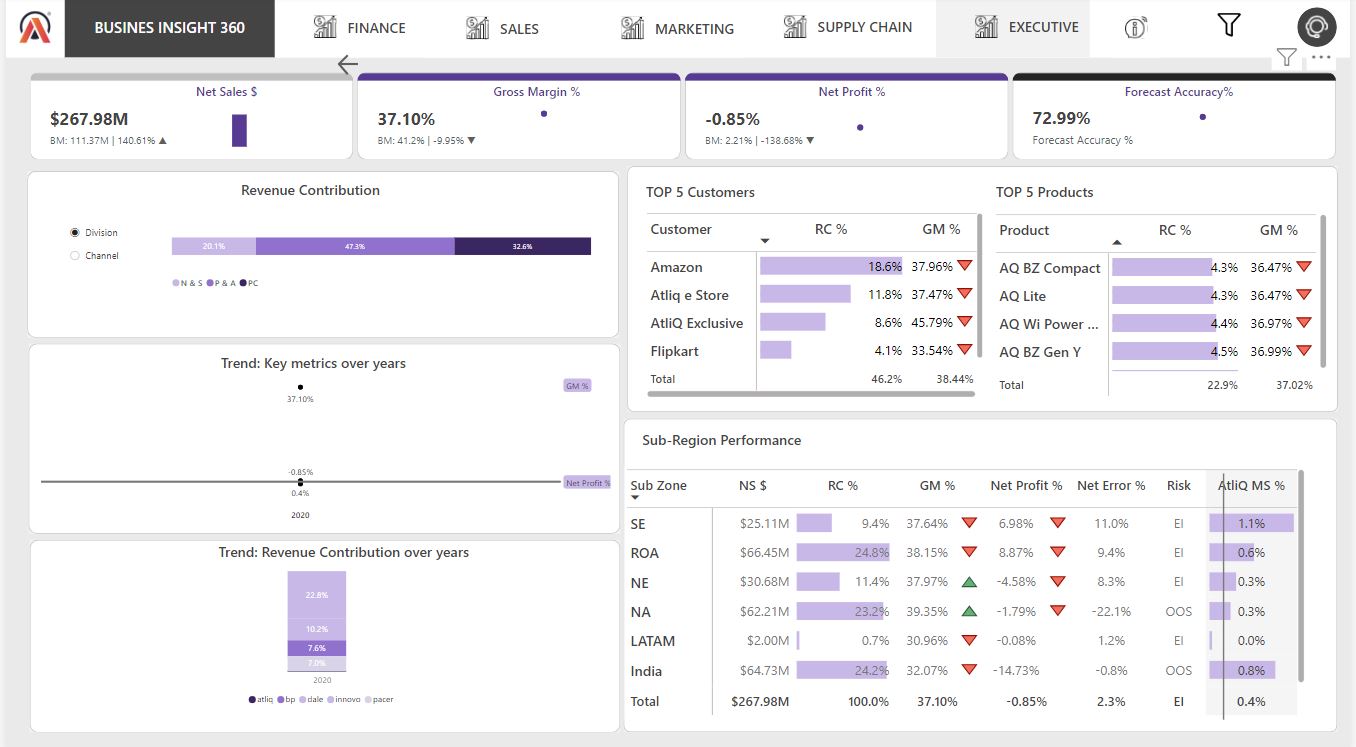 BUSINES INSIGHT 360
FINANCE
SALES
MARKETING
SUPPLY CHAIN
EXECUTIVE
Net Sales $
$267.98M
BM: 111.37M | 140.61% ▲
Gross Margin %
37.10%
BM: 41.2% | -9.95% ▼
Net Profit %
-0.85%
BM: 2.21% | -138.68% ▼
Forecast Accuracy%
72.99%
Forecast Accuracy %
Revenue Contribution
Division
Channel
20.1% 47.3% 32.6%
N & S P & A PC
Trend: Key metrics over years
GM %
37.10%
-0.85%
Net Profit %
0.4%
2020
Trend: Revenue Contribution over years
22.8%
10.2%
7.6%
7.0%
2020
atliq bp dale innovo pacer
TOP 5 Customers
Customer RC % GM %
Amazon 18.6% 37.96%
Atliq e Store 11.8% 37.47%
AtliQ Exclusive 8.6% 45.79%
Flipkart 4.1% 33.54%
Total 46.2% 38.44%
TOP 5 Products
Product RC % GM %
AQ BZ Compact 4.3% 36.47%
AQ Lite 4.3% 36.47%
AQ Wi Power ... 4.4% 36.97%
AQ BZ Gen Y 4.5% 36.99%
Total 22.9% 37.02%
Sub-Region Performance
Sub Zone NS $ RC % GM % Net Profit % Net Error % Risk AtliQ MS %
SE $25.11M 9.4% 37.64% 6.98% 11.0% EI 1.1%
ROA $66.45M 24.8% 38.15% 8.87% 9.4% EI 0.6%
NE $30.68M 11.4% 37.97% -4.58% 8.3% EI 0.3%
NA $62.21M 23.2% 39.35% -1.79% -22.1% OOS 0.3%
LATAM $2.00M 0.7% 30.96% -0.08% 1.2% EI 0.0%
India $64.73M 24.2% 32.07% -14.73% -0.8% OOS 0.8%
Total $267.98M 100.0% 37.10% -0.85% 2.3% EI 0.4%